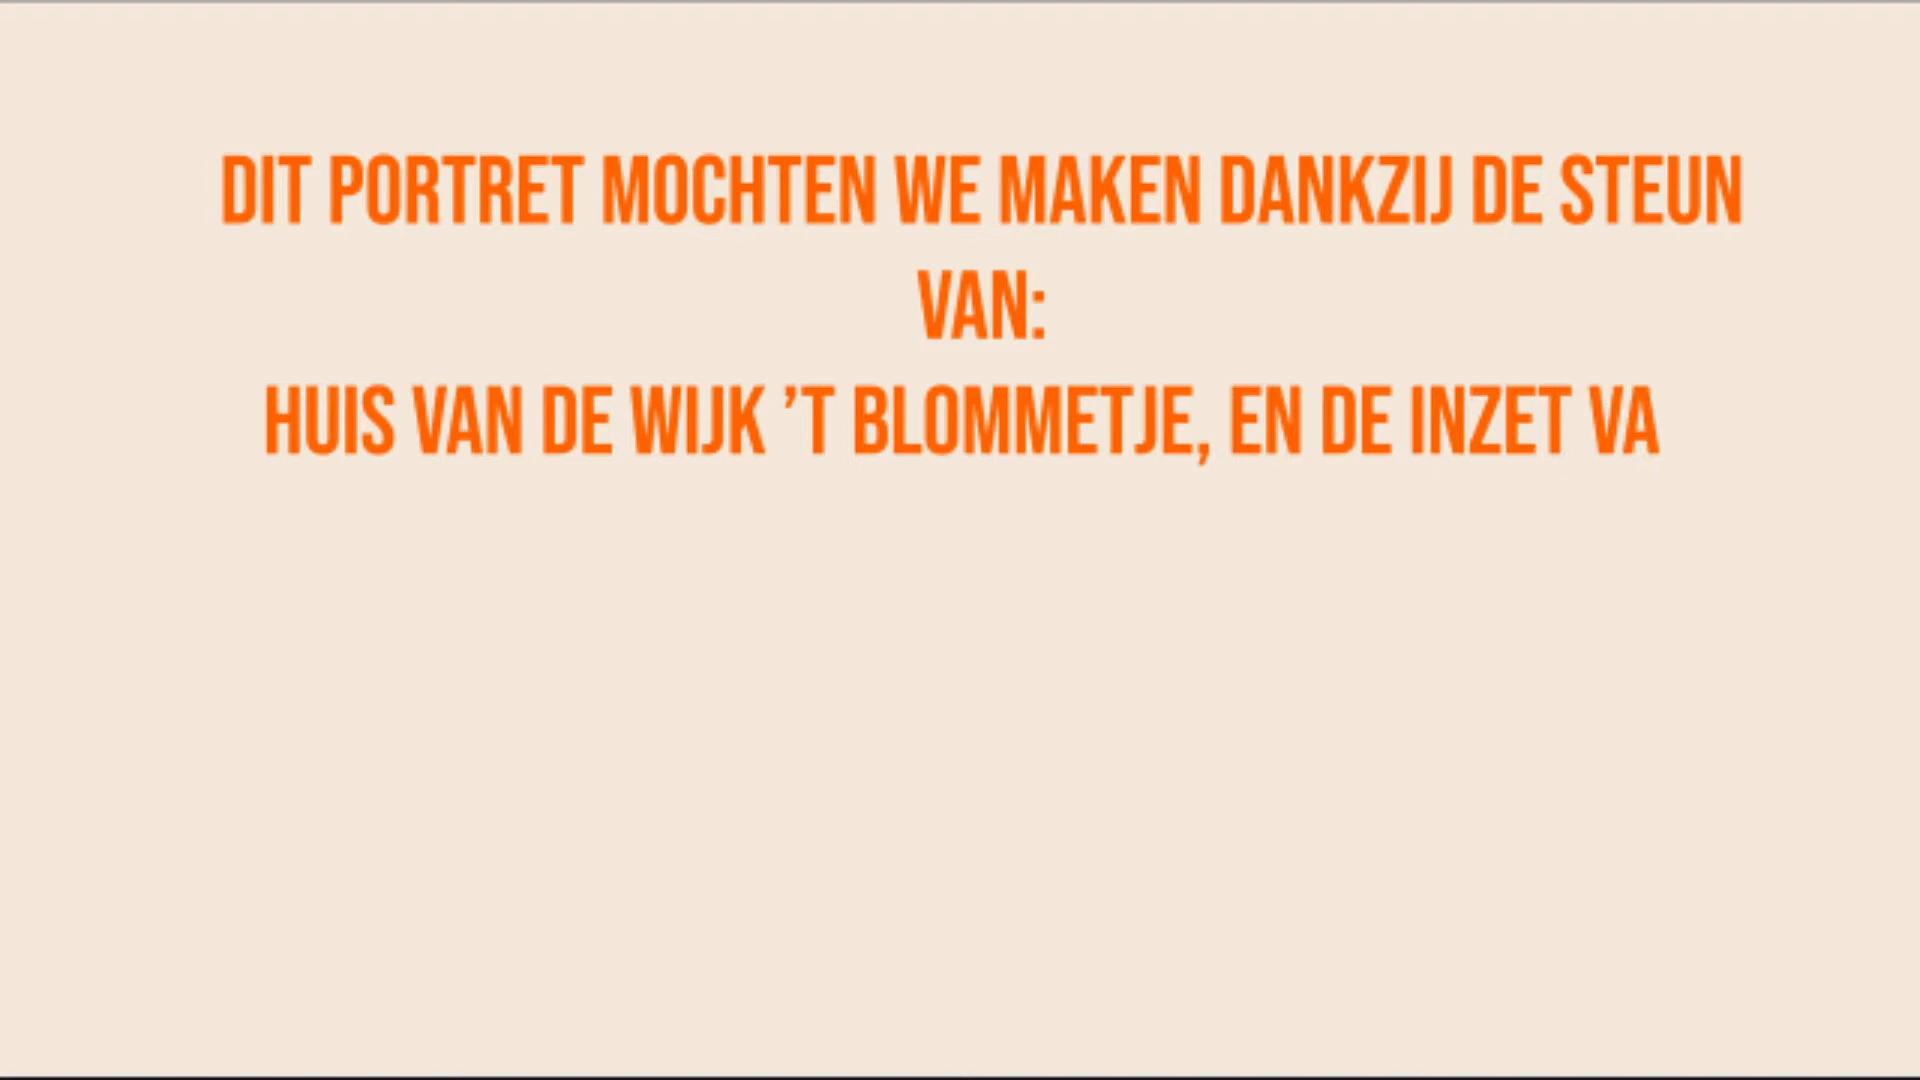 DIT PORTRET MOCHTEN WE MAKEN DANKZIJ DE STEUN
VAN:
HUIS VAN DE WIJK ’T BLOMMETJE, EN DE INZET VA